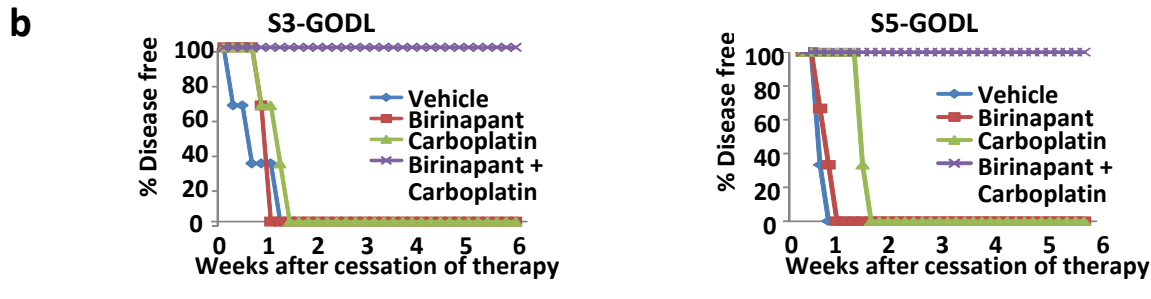 b
S3-GODL
% Disease free
100
80
60
40
20
0
Vehicle
Birinapant
Carboplatin
Birinapant +
Carboplatin
0 1 2 3 4 5 6
Weeks after cessation of therapy
S5-GODL
% Disease free
100
80
60
40
20
0
Vehicle
Birinapant
Carboplatin
Birinapant +
Carboplatin
0 1 2 3 4 5 6
Weeks after cessation of therapy